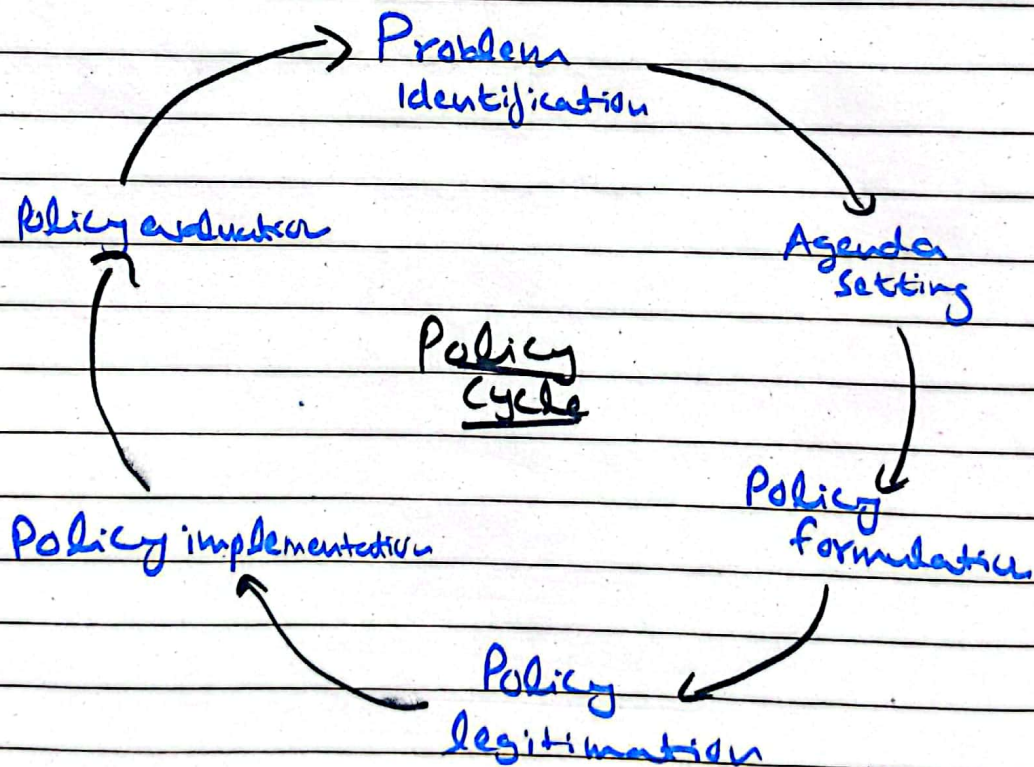 Problem
Identification
Agenda
setting
Policy
formulation
Policy
legitimation
Policy implementation
Policy evaluation
Policy
Cycle